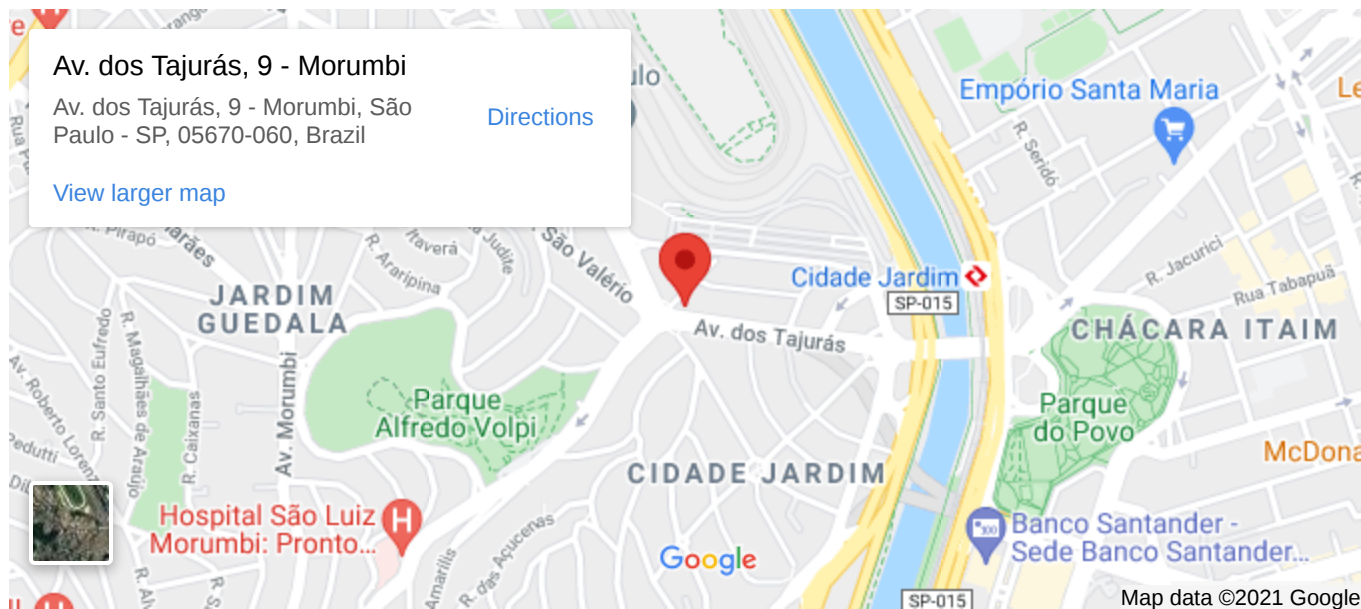 Av. dos Tajurás, 9 - Morumbi
Av. dos Tajurás, 9 - Morumbi, São
Paulo - SP, 05670-060, Brazil
Directions
View larger map
Empório Santa Maria
R. Seridó
R. Jacurici
Rua Tabapuã
Pirapó
Itaverá
Judite
São Valério
R. Araripina
Cidade Jardim
SP-015
JARDIM
GUEDALA
Av. dos Tajurás
CHÁCARA ITAIM
R. Santo Eufredo
R. Magalhães de Araújo
R. Caixanas
Av. Morumbi
Av. Roberto Lorenz
Parque
Alfredo Volpi
Parque
do Povo
CIDADE JARDIM
McDona
Hospital São Luiz
Morumbi: Pronto...
Banco Santander -
Sede Banco Santander...
Amarilis
R. das Açucenas
Google
SP-015
Map data ©2021 Google